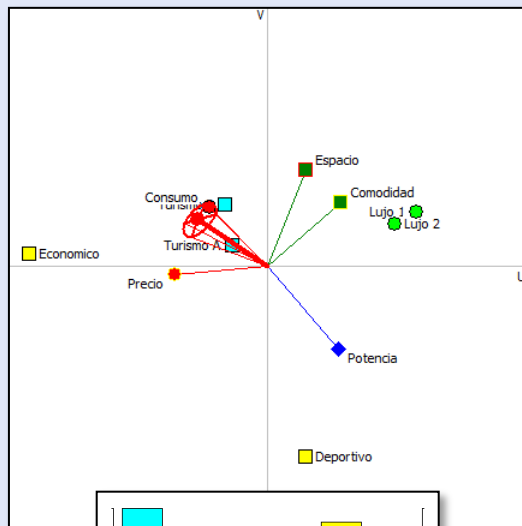 V
Espacio
Consumo
Comodidad
Lujo 1
Lujo 2
Turismo A
Economico
U
Precio
Potencia
Deportivo